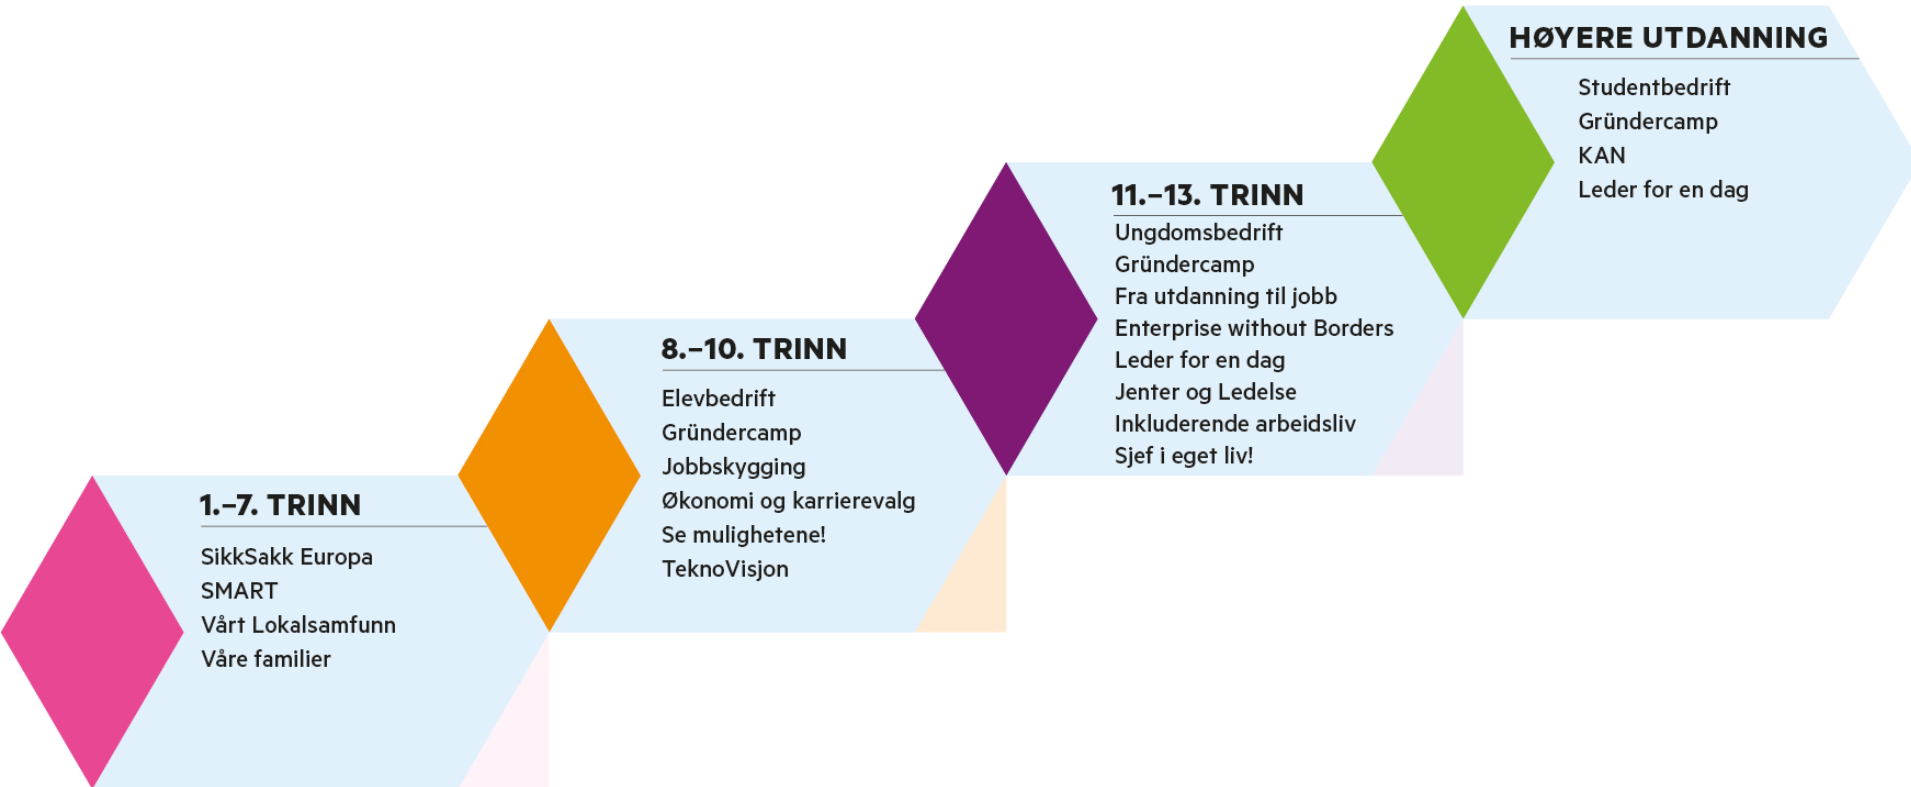 1.–7. TRINN
SikkSakk Europa
SMART
Vårt Lokalsamfunn
Våre familier
8.–10. TRINN
Elevbedrift
Gründercamp
Jobbskygging
Økonomi og karrierevalg
Se mulighetene!
TeknoVisjon
11.–13. TRINN
Ungdomsbedrift
Gründercamp
Fra utdanning til jobb
Enterprise without Borders
Leder for en dag
Jenter og Ledelse
Inkluderende arbeidsliv
Sjef i eget liv!
HØYERE UTDANNING
Studentbedrift
Gründercamp
KAN
Leder for en dag